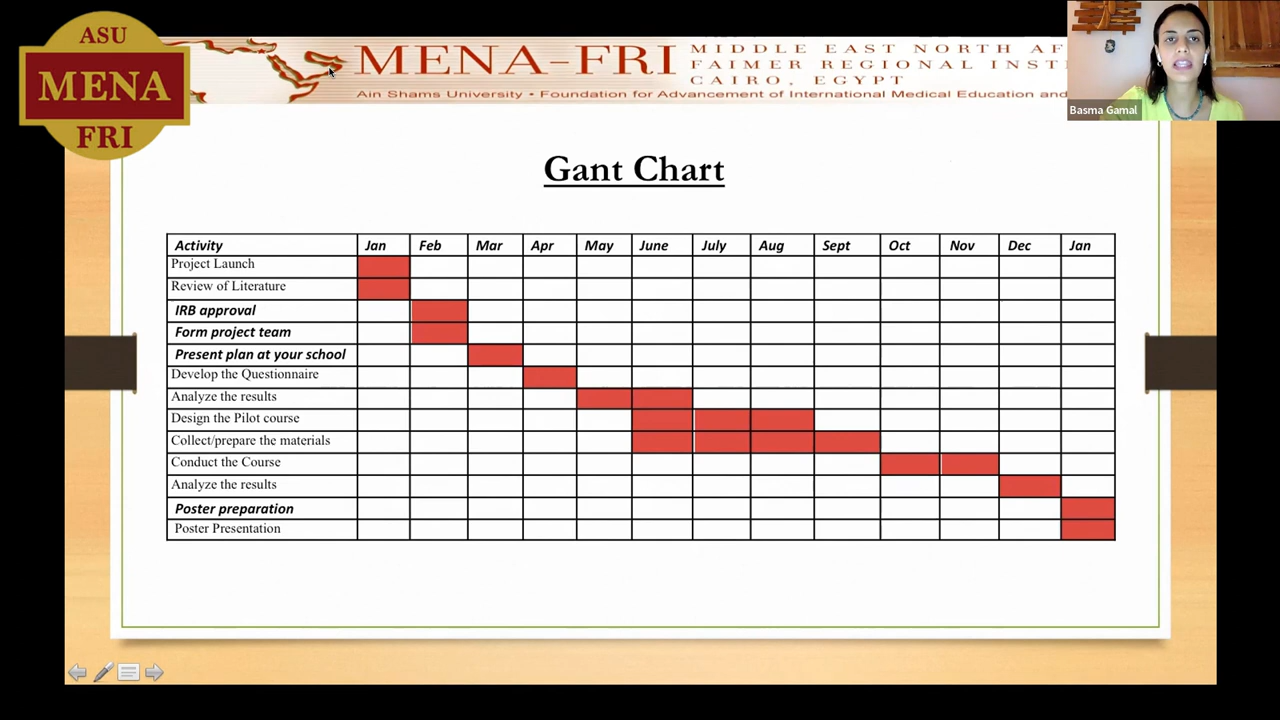 ASU
MENA
FRI
MENA-FRI
MIDDLE EAST NORTH AF
FAIMER REGIONAL INST
CAIRO, EGYPT
Ain Shams University • Foundation for Advancement of International Medical Education and
Basma Gamal
Gant Chart
Activity Jan Feb Mar Apr May June July Aug Sept Oct Nov Dec Jan
Project Launch
Review of Literature
IRB approval
Form project team
Present plan at your school
Develop the Questionnaire
Analyze the results
Design the Pilot course
Collect/prepare the materials
Conduct the Course
Analyze the results
Poster preparation
Poster Presentation